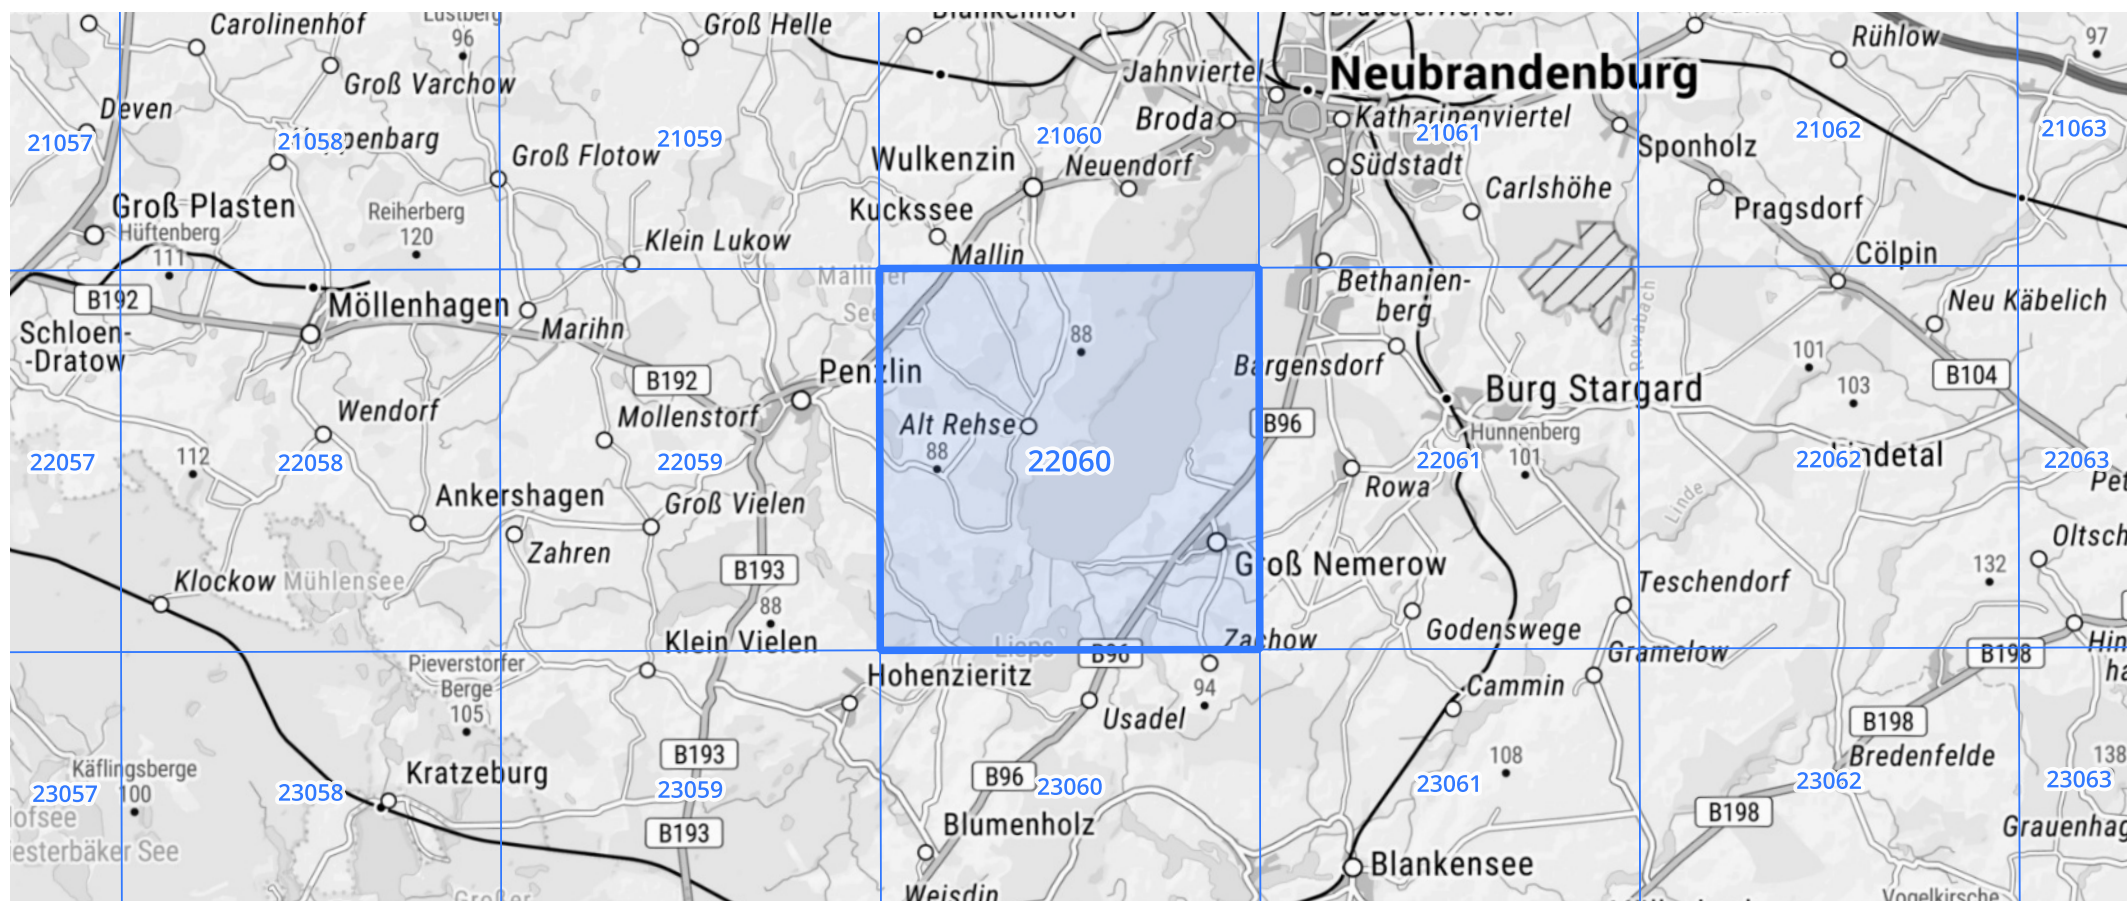 Carolinenhof
96
Groß Helle
Rühlow
97
Groß Varchow
Jahnviertel
Neubrandenburg
Deven
Broda
Katharinenviertel
21057
21058
21059
21060
21061
21062
21063
Groß Flotow
Wulkenzin
Neuendorf
Südstadt
Sponholz
Carlshöhe
Groß Plasten
Reiherberg
120
Kuckssee
Pragsdorf
Hüftenberg
111
Klein Lukow
Mallin
Cölpin
B192
Möllenhagen
Marihn
Bethanien-
berg
Neu Käbelich
Schloen-
-Dratow
88
Rowabach
101
B192
Penzlin
Bargensdorf
Burg Stargard
103
B104
Wendorf
Mollenstorf
Alt Rehse
88
B96
Hunnenberg
101
112
22057
22058
22059
22060
22061
22062
22063
Ankershagen
Groß Vielen
Rowa
Linde
Zahren
Klockow
Mühlensee
B193
88
Groß Nemerow
Teschendorf
132
Klein Vielen
Lieps
B96
Zachow
Godenswege
Gramelow
B198
Pieverstorfer
Berge
105
Hohenzieritz
94
Usadel
Cammin
B198
B193
Käflingsberge
100
Kratzeburg
B96
108
Bredenfelde
138
23057
23058
23059
23060
23061
23062
23063
B193
Blumenholz
B198
Blankensee
Weisdin
Vogelkirsche